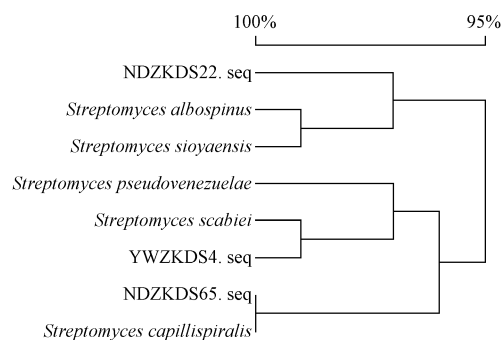 100% 95%
NDZKDS22. seq
Streptomyces albospinus
Streptomyces sioyaensis
Streptomyces pseudovenezuelae
Streptomyces scabiei
YWZKDS4. seq
NDZKDS65. seq
Streptomyces capillispiralis